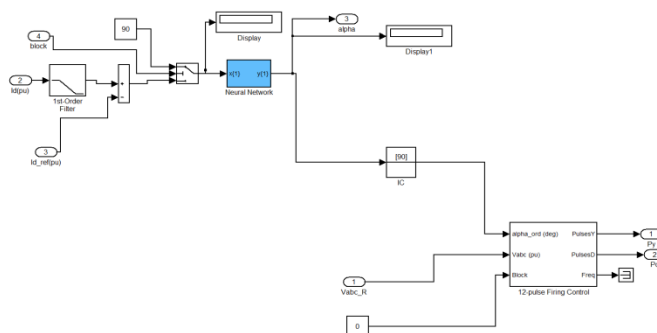 90
4
block
Display
3
alpha
Display1
2
Id(pu)
1st-Order
Filter
+
−
x{1}
y{1}
Neural Network
3
Id_ref(pu)
[90]
IC
alpha_ord (deg)
PulsesY
1
Py
Vabc (pu)
PulsesD
2
1
Vabc_R
Block
Freq
12-pulse Firing Control
0